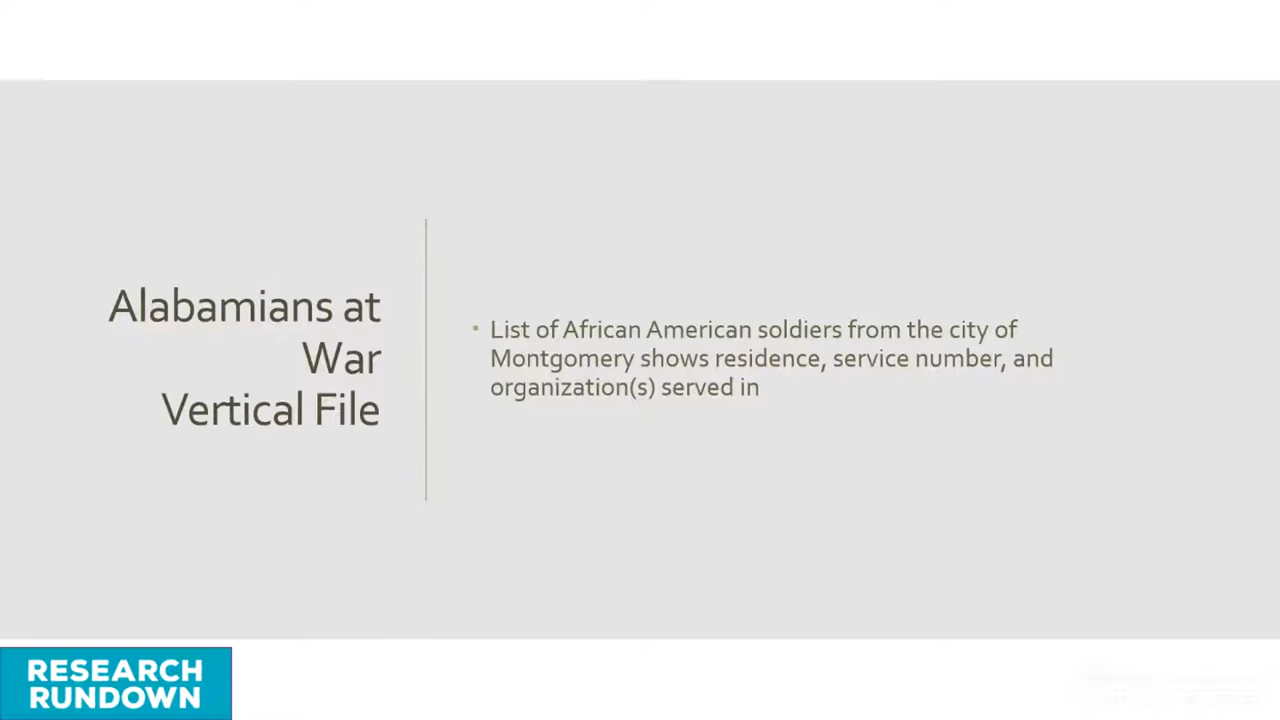 Alabamians at
War
Vertical File
• List of African American soldiers from the city of
Montgomery shows residence, service number, and
organization(s) served in
RESEARCH
RUNDOWN